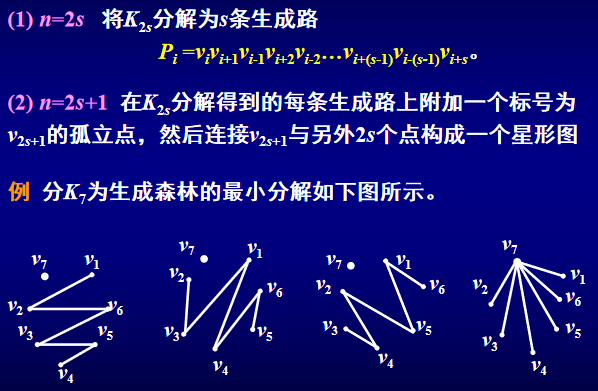 (1) n=2s 将K2s分解为s条生成路
Pi =vivi+1vi-1vi+2vi-2…vi+(s-1)vi-(s-1)vi+s。
(2) n=2s+1 在K2s分解得到的每条生成路上附加一个标号为
v2s+1的孤立点，然后连接v2s+1与另外2s个点构成一个星形图
例 分K7为生成森林的最小分解如下图所示。
v7 v1
v2 v6
v3 v5
v4
v7 v1
v2 v6
v3 v5
v4
v7 v1
v2 v6
v3 v5
v4
v7
v1
v2 v6
v3 v5
v4